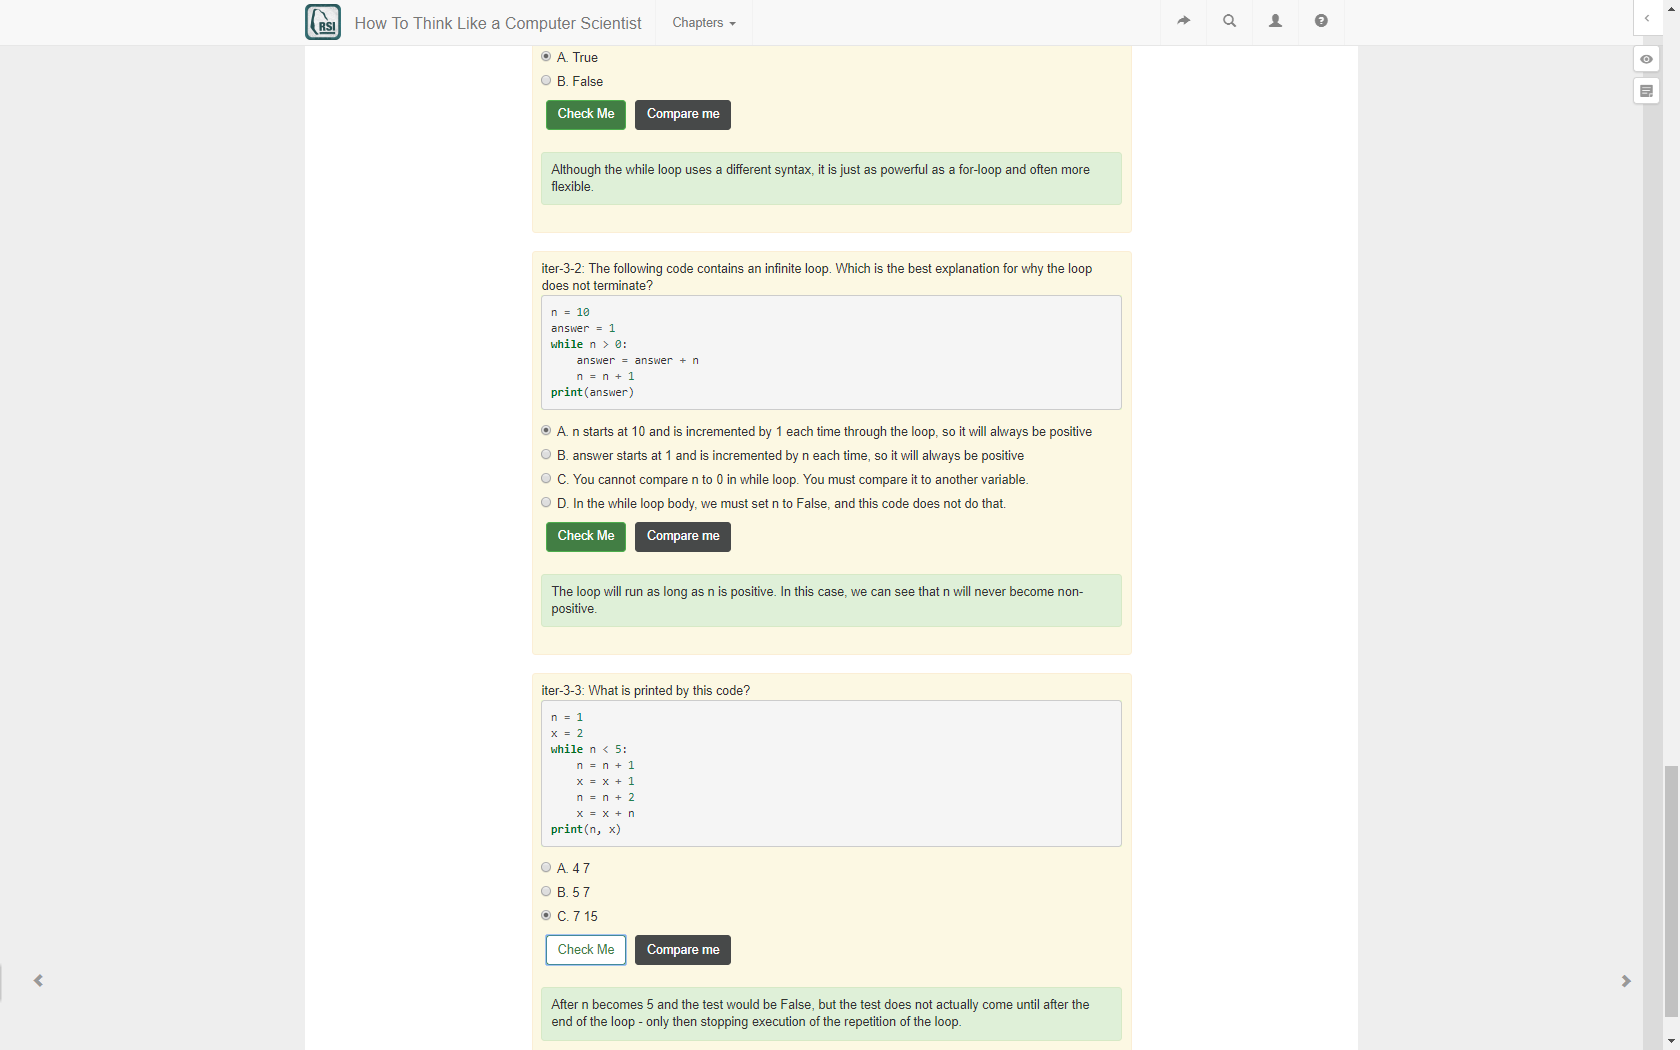 RSI
How To Think Like a Computer Scientist
Chapters
A. True
B. False
Check Me Compare me
Although the while loop uses a different syntax, it is just as powerful as a for-loop and often more
flexible.
iter-3-2: The following code contains an infinite loop. Which is the best explanation for why the loop
does not terminate?
n = 10
answer = 1
while n > 0:
    answer = answer + n
    n = n + 1
print(answer)
A. n starts at 10 and is incremented by 1 each time through the loop, so it will always be positive
B. answer starts at 1 and is incremented by n each time, so it will always be positive
C. You cannot compare n to 0 in while loop. You must compare it to another variable.
D. In the while loop body, we must set n to False, and this code does not do that.
Check Me Compare me
The loop will run as long as n is positive. In this case, we can see that n will never become non-
positive.
iter-3-3: What is printed by this code?
n = 1
x = 2
while n < 5:
    n = n + 1
    x = x + 1
    n = n + 2
    x = x + n
print(n, x)
A. 4 7
B. 5 7
C. 7 15
Check Me Compare me
After n becomes 5 and the test would be False, but the test does not actually come until after the
end of the loop - only then stopping execution of the repetition of the loop.